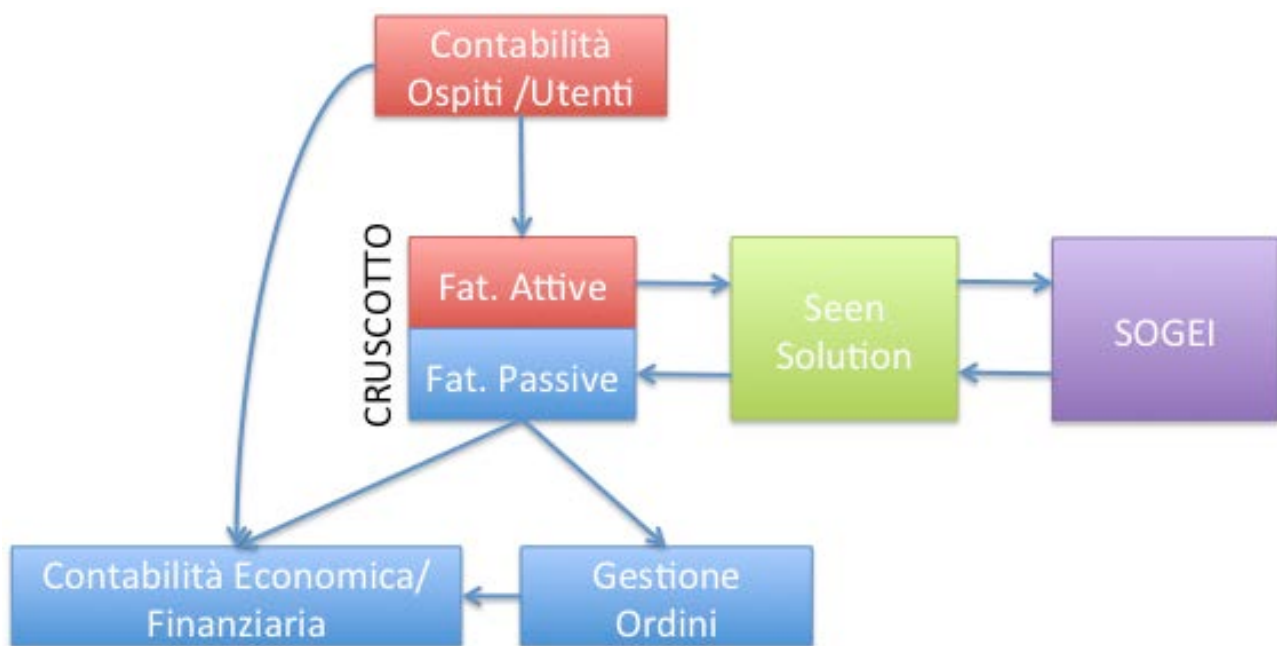 Contabilità
Ospiti /Utenti
CRUSCOTTO
Fat. Attive
Fat. Passive
Seen
Solution
SOGEI
Contabilità Economica/
Finanziaria
Gestione
Ordini